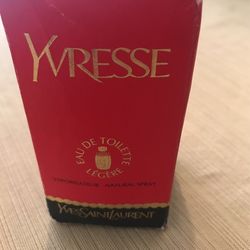 YVRESSE
EAU DE TOILETTE
LÉGÈRE
VAPORISATEUR NATURAL SPRAY
YVESSAINTLAURENT